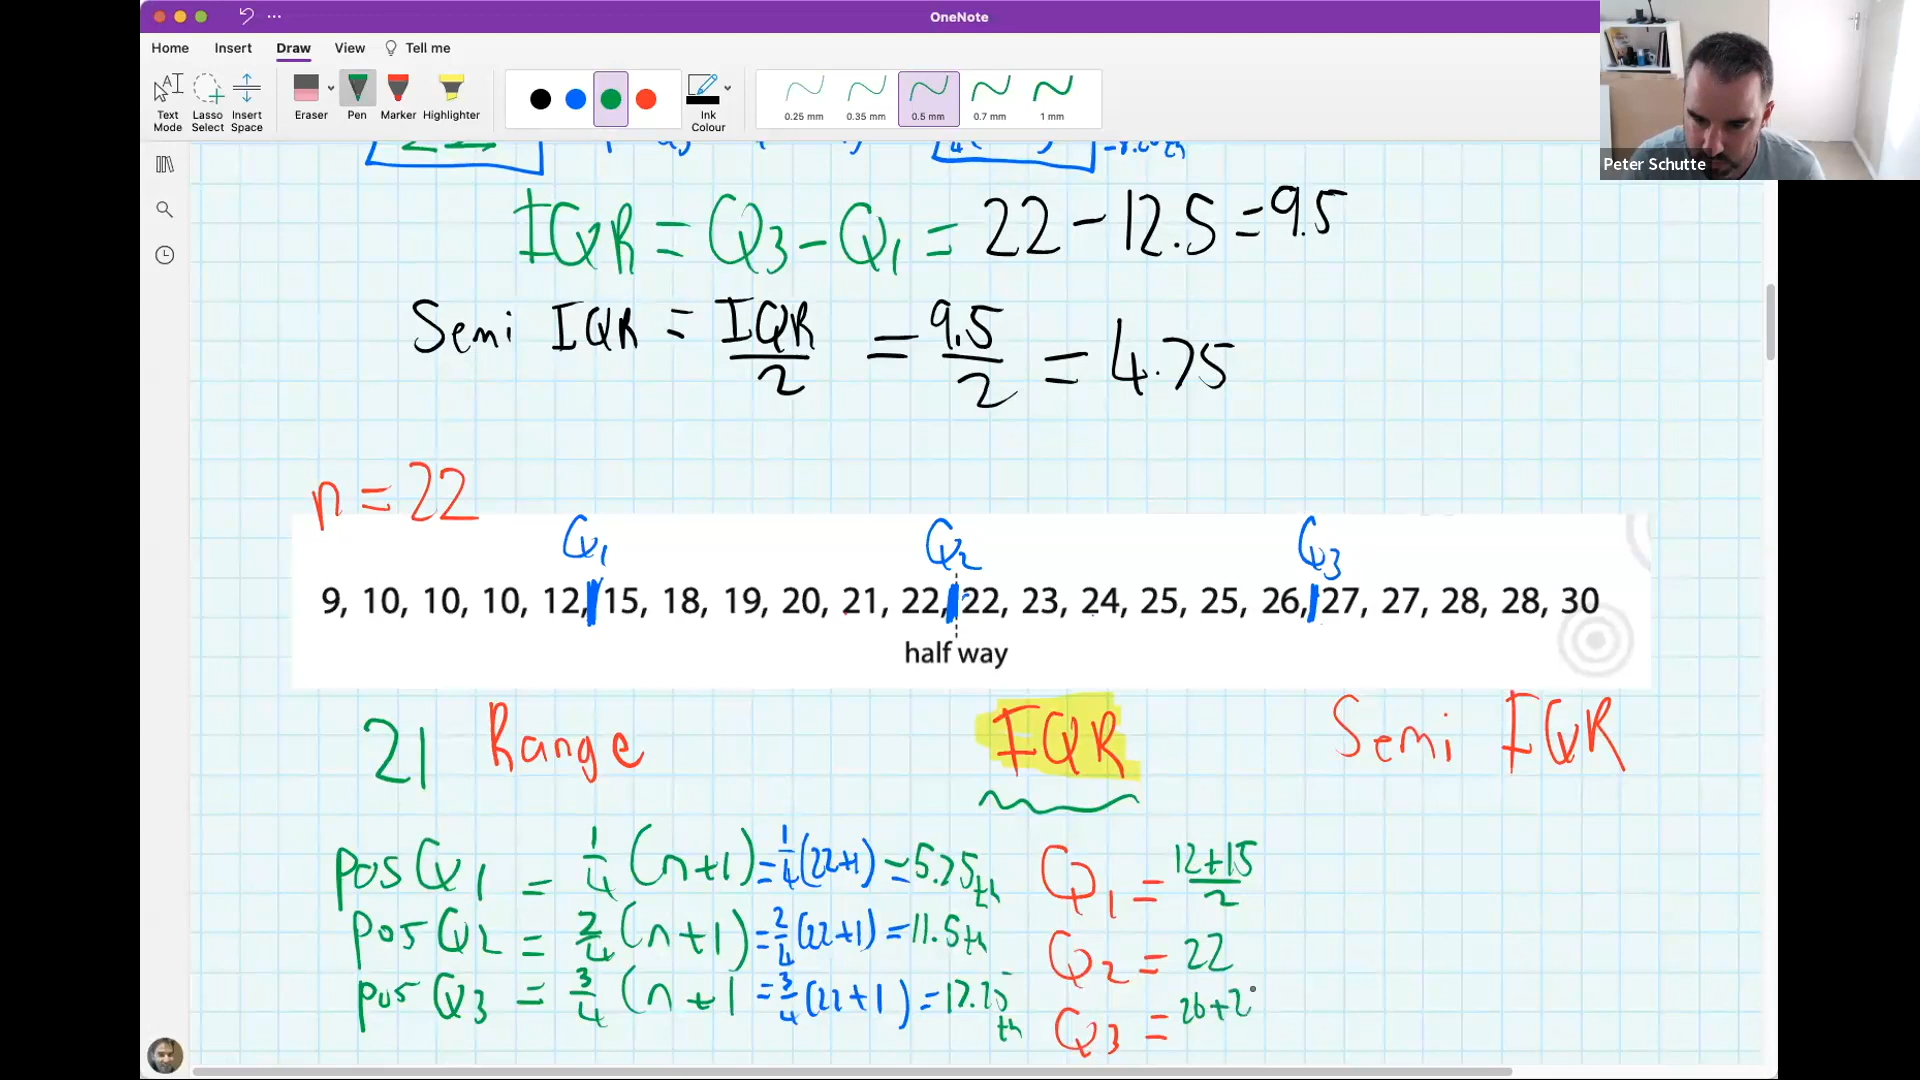 OneNote
Home Insert Draw View Tell me
Text Mode Lasso Select Insert Space Eraser Pen Marker Highlighter Ink Colour 0.25 mm 0.35 mm 0.5 mm 0.7 mm 1 mm
Peter Schutte
IQR = Q3 - Q1 = 22 - 12.5 = 9.5
Semi IQR = IQR/2 = 9.5/2 = 4.75
n = 22
Q1 Q2 Q3
9, 10, 10, 10, 12, 15, 18, 19, 20, 21, 22, 22, 23, 24, 25, 25, 26, 27, 27, 28, 28, 30
half way
21 Range IQR Semi IQR
pos Q1 = 1/4 (n+1) = 1/4 (22+1) = 5.75th Q1 = 12+15/2
pos Q2 = 2/4 (n+1) = 2/4 (22+1) = 11.5th Q2 = 22
pos Q3 = 3/4 (n+1 = 3/4 (22+1) = 17.25th Q3 = 26+2